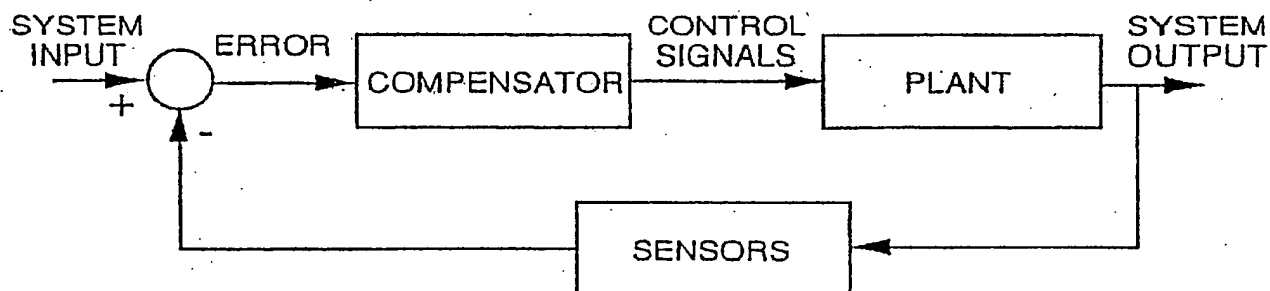 SYSTEM
INPUT
+
-
ERROR
COMPENSATOR
CONTROL
SIGNALS
PLANT
SYSTEM
OUTPUT
SENSORS